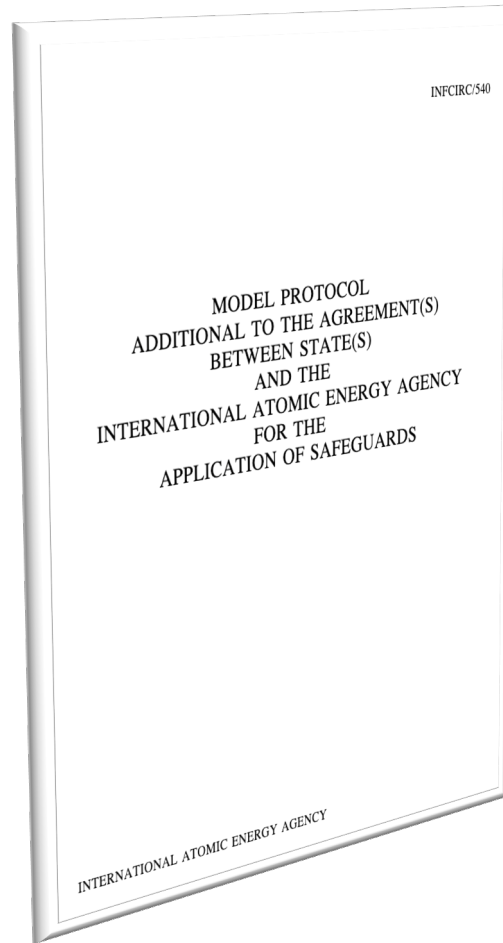 INFCIRC/540
MODEL PROTOCOL
ADDITIONAL TO THE AGREEMENT(S)
BETWEEN STATE(S)
AND THE
INTERNATIONAL ATOMIC ENERGY AGENCY
FOR THE
APPLICATION OF SAFEGUARDS
INTERNATIONAL ATOMIC ENERGY AGENCY